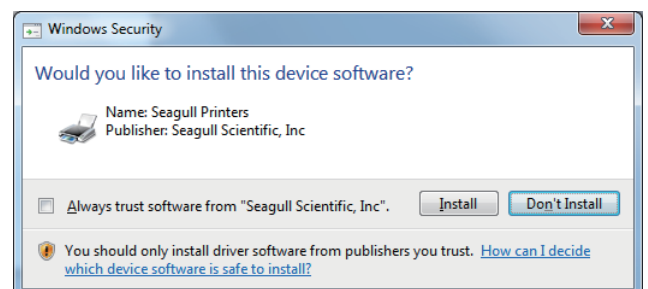 Windows Security
Would you like to install this device software?
Name: Seagull Printers
Publisher: Seagull Scientific, Inc
Always trust software from "Seagull Scientific, Inc".
Install
Don't Install
You should only install driver software from publishers you trust. How can I decide
which device software is safe to install?